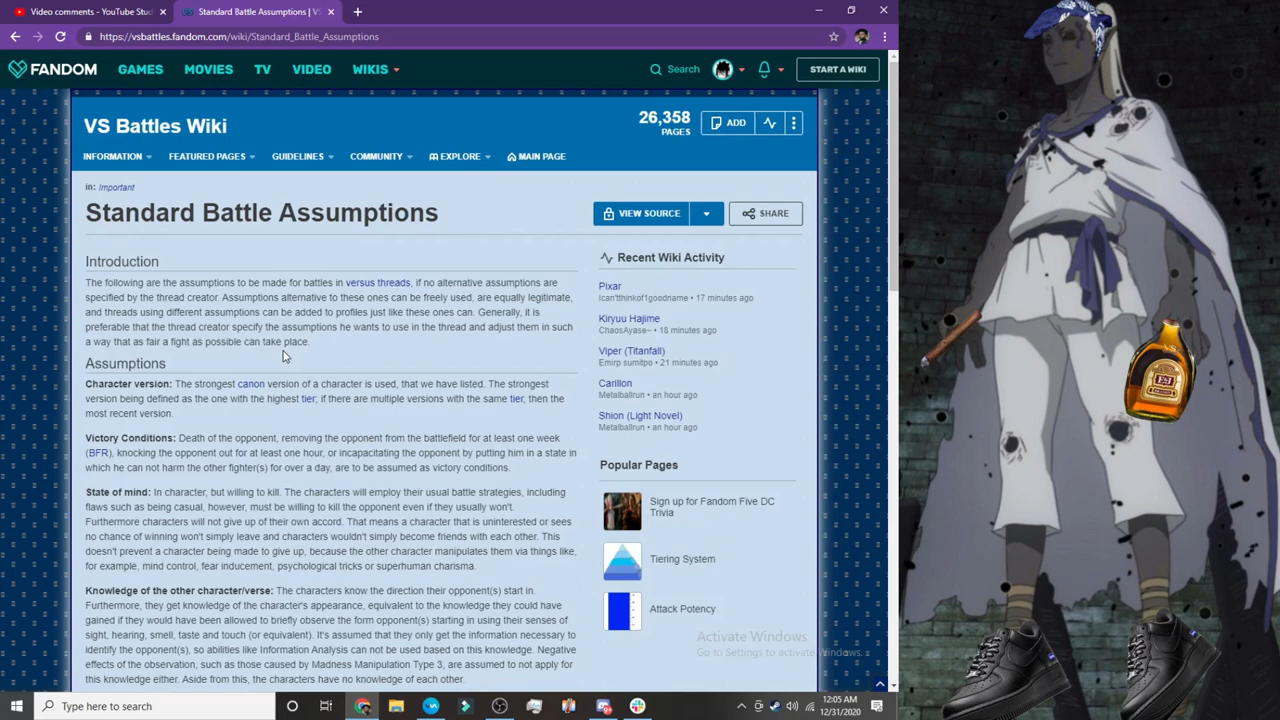 Video comments - YouTube Stud
Standard Battle Assumptions | VS
https://vsbattles.fandom.com/wiki/Standard_Battle_Assumptions
FANDOM GAMES MOVIES TV VIDEO WIKIS Search START A WIKI
VS Battles Wiki
26,358
PAGES
ADD
INFORMATION FEATURED PAGES GUIDELINES COMMUNITY EXPLORE MAIN PAGE
in: Important
Standard Battle Assumptions
VIEW SOURCE SHARE
Introduction
The following are the assumptions to be made for battles in versus threads, if no alternative assumptions are
specified by the thread creator. Assumptions alternative to these ones can be freely used, are equally legitimate,
and threads using different assumptions can be added to profiles just like these ones can. Generally, it is
preferable that the thread creator specify the assumptions he wants to use in the thread and adjust them in such
a way that as fair a fight as possible can take place.
Assumptions
Character version: The strongest canon version of a character is used, that we have listed. The strongest
version being defined as the one with the highest tier; if there are multiple versions with the same tier, then the
most recent version.
Victory Conditions: Death of the opponent, removing the opponent from the battlefield for at least one week
(BFR), knocking the opponent out for at least one hour, or incapacitating the opponent by putting him in a state in
which he can not harm the other fighter(s) for over a day, are to be assumed as victory conditions.
State of mind: In character, but willing to kill. The characters will employ their usual battle strategies, including
flaws such as being casual, however, must be willing to kill the opponent even if they usually won't.
Furthermore characters will not give up of their own accord. That means a character that is uninterested or sees
no chance of winning won't simply leave and characters wouldn't simply become friends with each other. This
doesn't prevent a character being made to give up, because the other character manipulates them via things like,
for example, mind control, fear inducement, psychological tricks or superhuman charisma.
Knowledge of the other character/verse: The characters know the direction their opponent(s) start in.
Furthermore, they get knowledge of the character's appearance, equivalent to the knowledge they could have
gained if they would have been allowed to briefly observe the form opponent(s) starting in using their senses of
sight, hearing, smell, taste and touch (or equivalent). It's assumed that they only get the information necessary to
identify the opponent(s), so abilities like Information Analysis can not be used based on this knowledge. Negative
effects of the observation, such as those caused by Madness Manipulation Type 3, are assumed to not apply for
this knowledge either. Aside from this, the characters have no knowledge of each other.
Recent Wiki Activity
Pixar
Ican'tthinkof1goodname • 17 minutes ago
Kiryuu Hajime
ChaosAyase~ • 18 minutes ago
Viper (Titanfall)
Emirp sumitpo • 21 minutes ago
Carillon
Metalballrun • an hour ago
Shion (Light Novel)
Metalballrun • an hour ago
Popular Pages
Sign up for Fandom Five DC
Trivia
Tiering System
Attack Potency
Activate Windows
Go to Settings to activate Windows.
VS
E&J
Type here to search
12:05 AM
12/31/2020